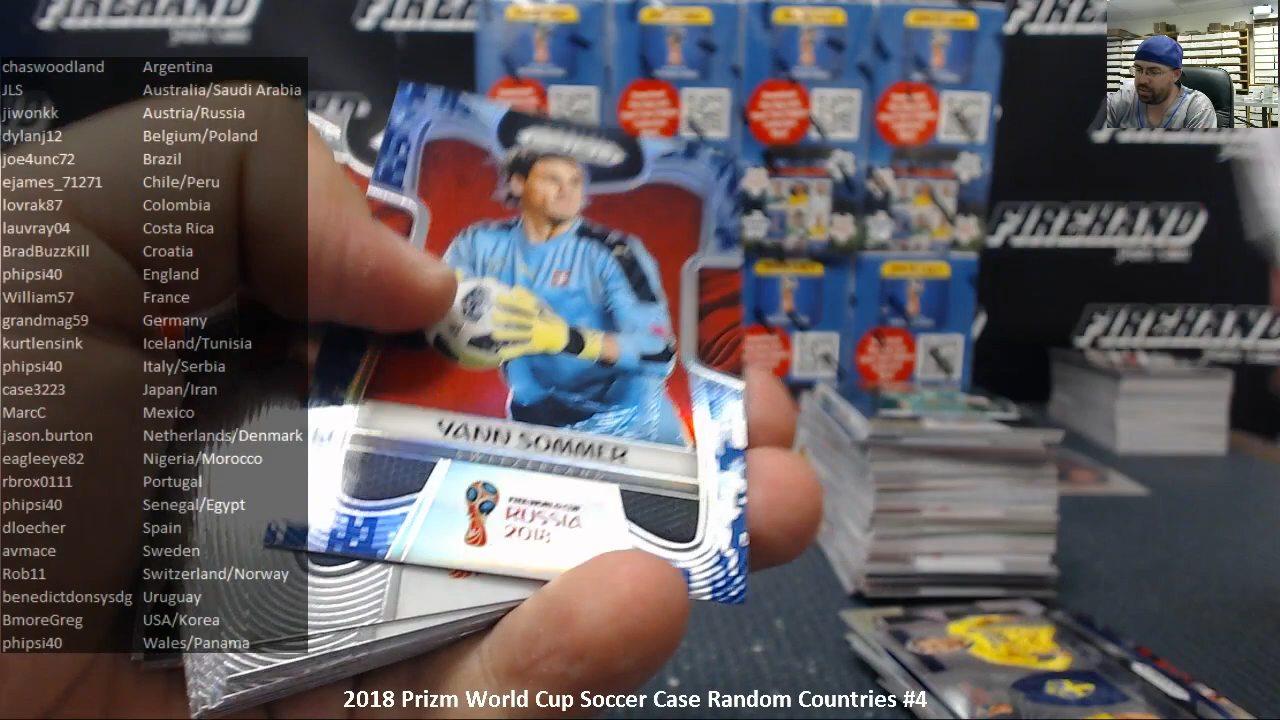 FIREHAND
FIREHAND
FIREHAND
FIREHAND
FIREHAND
chaswoodland Argentina
JLS Australia/Saudi Arabia
jiwonkk Austria/Russia
dylanj12 Belgium/Poland
joe4unc72 Brazil
ejames_71271 Chile/Peru
lovrak87 Colombia
lauvray04 Costa Rica
BradBuzzKill Croatia
phipsi40 England
William57 France
grandmag59 Germany
kurtlensink Iceland/Tunisia
phipsi40 Italy/Serbia
case3223 Japan/Iran
MarcC Mexico
jason.burton Netherlands/Denmark
eagleeye82 Nigeria/Morocco
rbrox0111 Portugal
phipsi40 Senegal/Egypt
dloecher Spain
avmace Sweden
Rob11 Switzerland/Norway
benedictdonsysdg Uruguay
BmoreGreg USA/Korea
phipsi40 Wales/Panama
YANN SOMMER
SWITZERLAND
FIFA WORLD CUP
RUSSIA
2018
2018 Prizm World Cup Soccer Case Random Countries #4